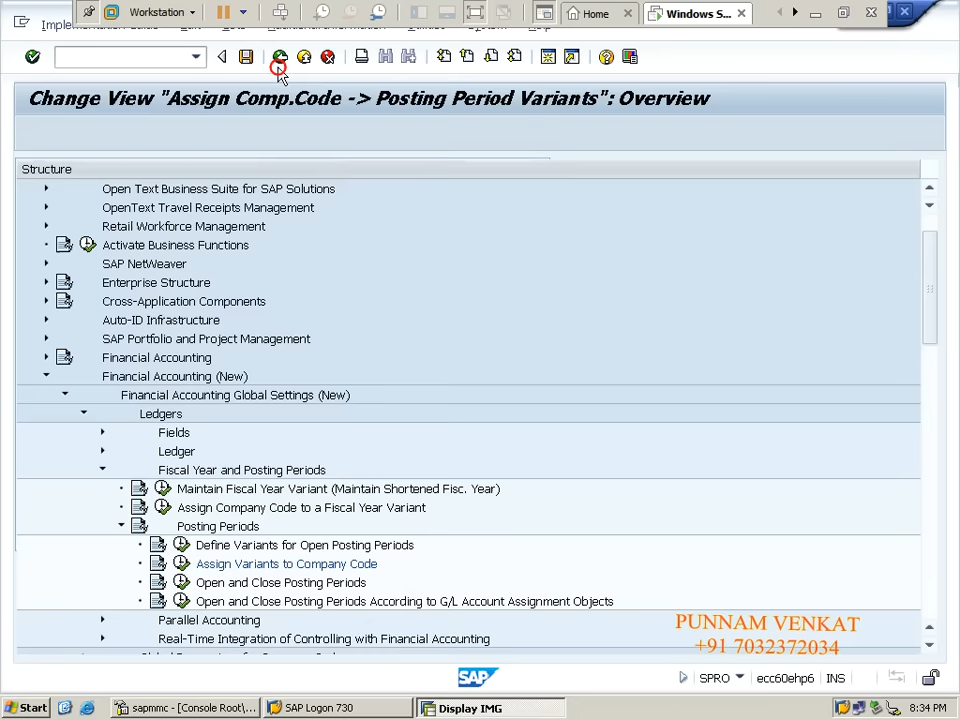 Workstation
Home
Windows S...
Change View "Assign Comp.Code -> Posting Period Variants": Overview
Structure
Open Text Business Suite for SAP Solutions
OpenText Travel Receipts Management
Retail Workforce Management
Activate Business Functions
SAP NetWeaver
Enterprise Structure
Cross-Application Components
Auto-ID Infrastructure
SAP Portfolio and Project Management
Financial Accounting
Financial Accounting (New)
Financial Accounting Global Settings (New)
Ledgers
Fields
Ledger
Fiscal Year and Posting Periods
Maintain Fiscal Year Variant (Maintain Shortened Fisc. Year)
Assign Company Code to a Fiscal Year Variant
Posting Periods
Define Variants for Open Posting Periods
Assign Variants to Company Code
Open and Close Posting Periods
Open and Close Posting Periods According to G/L Account Assignment Objects
Parallel Accounting
Real-Time Integration of Controlling with Financial Accounting
PUNNAM VENKAT
+91 7032372034
SAP
SPRO
ecc60ehp6
INS
Start
sapmmc - [Console Root\...
SAP Logon 730
Display IMG
8:34 PM